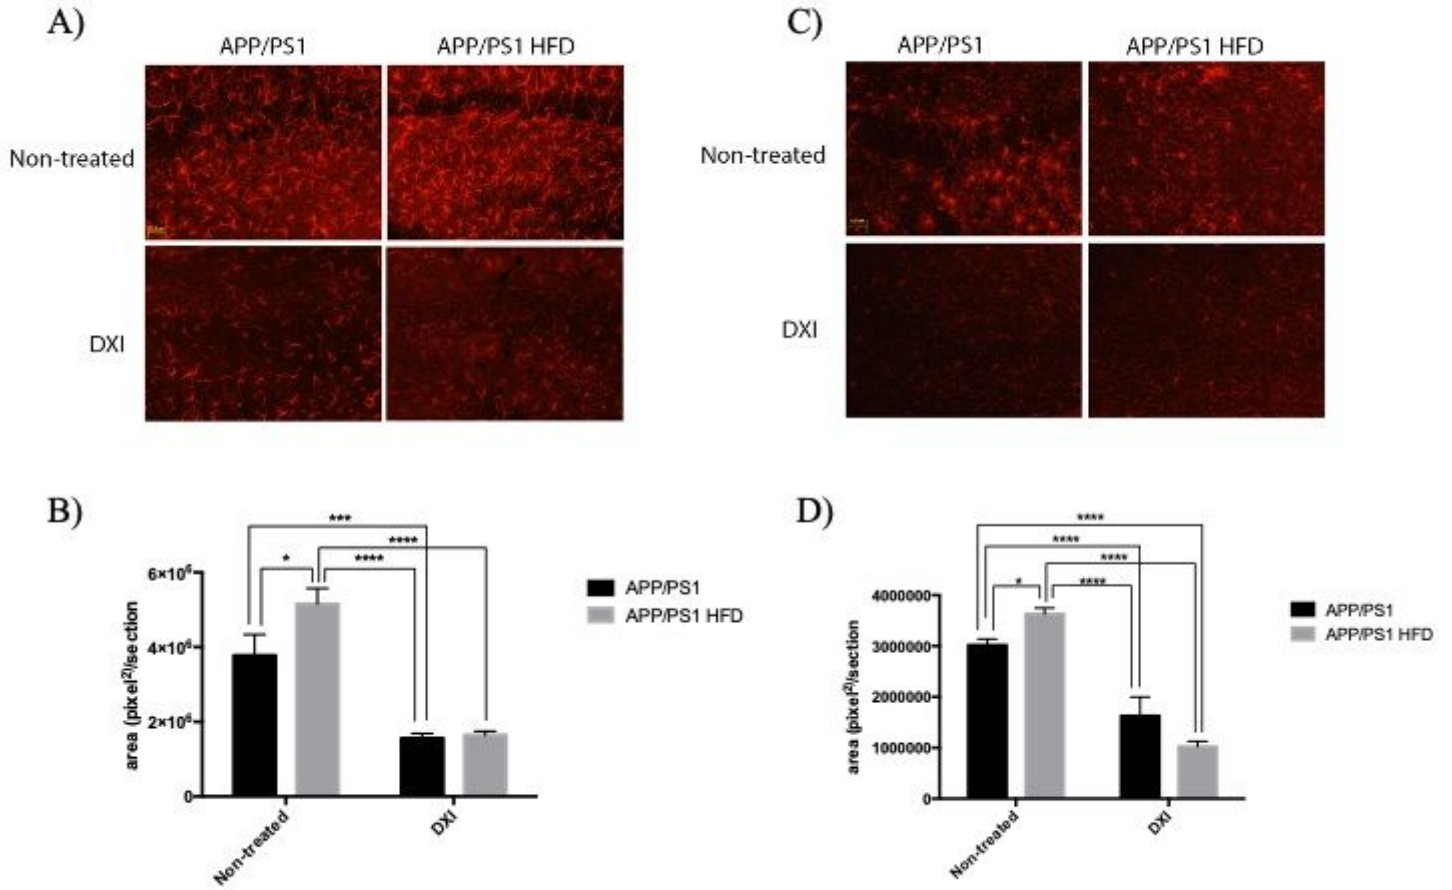 A)
APP/PS1
APP/PS1 HFD
Non-treated
DXI
C)
APP/PS1
APP/PS1 HFD
Non-treated
DXI
B)
***
****
*
****
6×10⁶
4×10⁶
2×10⁶
0
area (pixel²)/section
Non-treated
DXI
APP/PS1
APP/PS1 HFD
D)
****
****
****
*
****
4000000
3000000
2000000
1000000
0
area (pixel²)/section
Non-treated
DXI
APP/PS1
APP/PS1 HFD